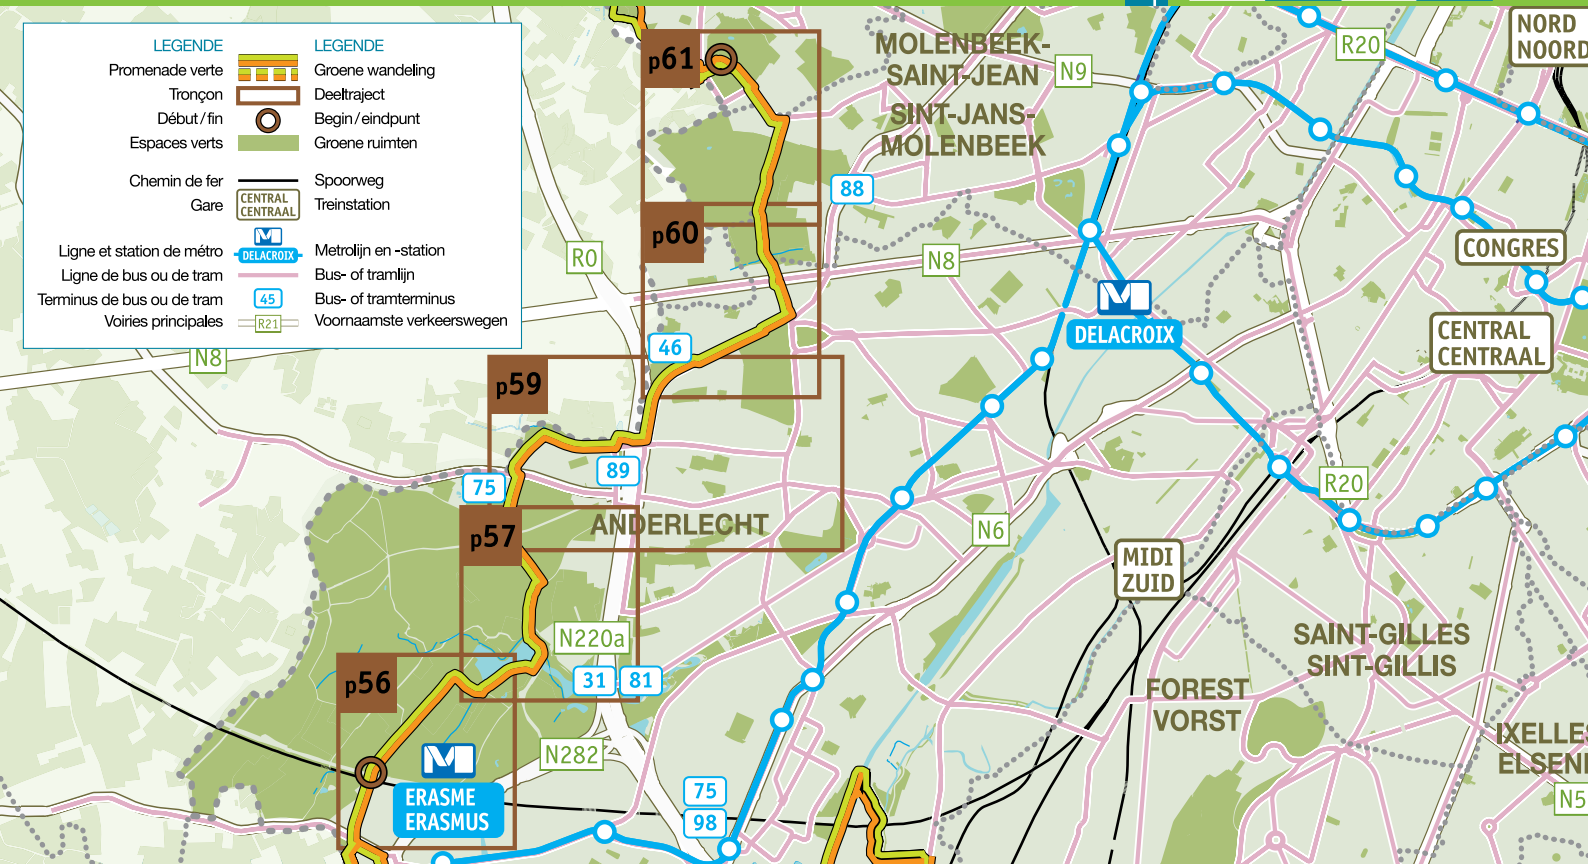 LEGENDE LEGENDE
Promenade verte Groene wandeling
Tronçon Deeltraject
Début / fin Begin / eindpunt
Espaces verts Groene ruimten
Chemin de fer Spoorweg
Gare CENTRAL CENTRAAL Treinstation
Ligne et station de métro DELACROIX Metrolijn en -station
Ligne de bus ou de tram Bus- of tramlijn
Terminus de bus ou de tram 45 Bus- of tramterminus
Voiries principales R21 Voornaamste verkeerswegen
p61
MOLENBEEK-
SAINT-JEAN
SINT-JANS-
MOLENBEEK
N9
R20
NORD
NOORD
88
p60
R0
N8
CONGRES
M
DELACROIX
CENTRAL
CENTRAAL
46
N8
p59
89
75
R20
ANDERLECHT
N6
p57
MIDI
ZUID
N220a
SAINT-GILLES
SINT-GILLIS
31
81
p56
FOREST
VORST
N282
M
ERASME
ERASMUS
75
98
N5